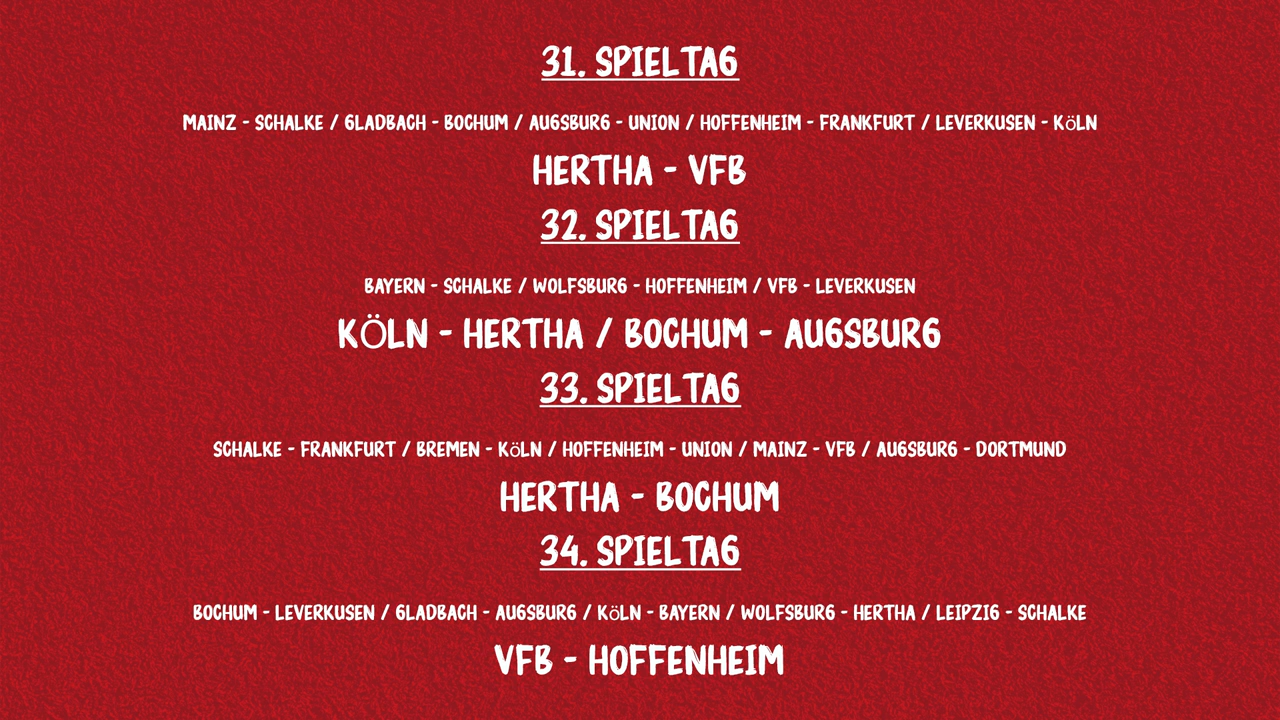 31. SPIELTAG
MAINZ - SCHALKE / GLADBACH - BOCHUM / AUGSBURG - UNION / HOFFENHEIM - FRANKFURT / LEVERKUSEN - KöLN
HERTHA - VFB
32. SPIELTAG
BAYERN - SCHALKE / WOLFSBURG - HOFFENHEIM / VFB - LEVERKUSEN
KÖLN - HERTHA / BOCHUM - AUGSBURG
33. SPIELTAG
SCHALKE - FRANKFURT / BREMEN - KöLN / HOFFENHEIM - UNION / MAINZ - VFB / AUGSBURG - DORTMUND
HERTHA - BOCHUM
34. SPIELTAG
BOCHUM - LEVERKUSEN / GLADBACH - AUGSBURG / KöLN - BAYERN / WOLFSBURG - HERTHA / LEIPZIG - SCHALKE
VFB - HOFFENHEIM